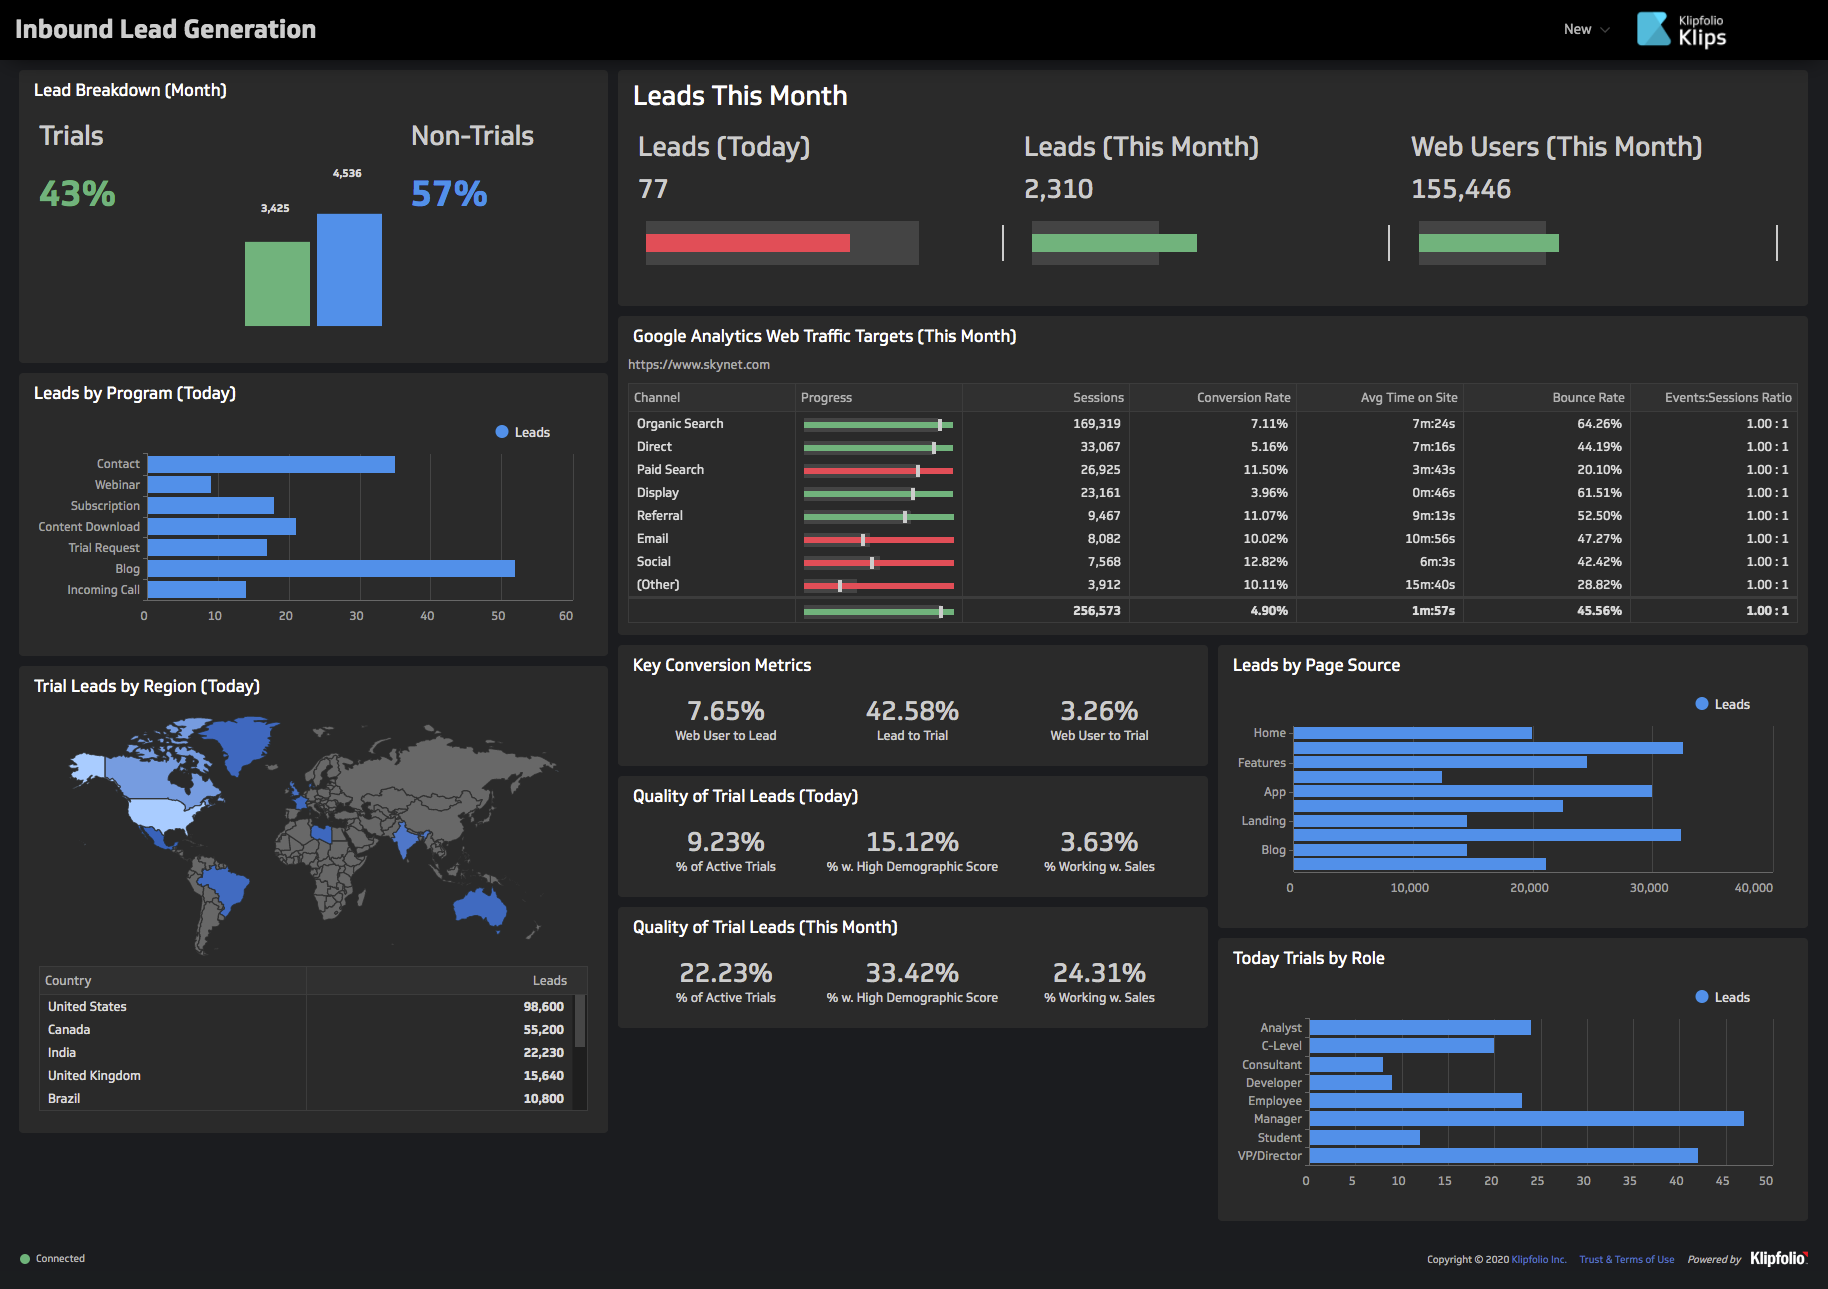 Inbound Lead Generation
New
Klipfolio
Klips
Lead Breakdown (Month)
Trials
43%
3,425
4,536
Non-Trials
57%
Leads This Month
Leads (Today)
77
Leads (This Month)
2,310
Web Users (This Month)
155,446
Leads by Program (Today)
Leads
Contact
Webinar
Subscription
Content Download
Trial Request
Blog
Incoming Call
0 10 20 30 40 50 60
Google Analytics Web Traffic Targets (This Month)
https://www.skynet.com
Channel Progress Sessions Conversion Rate Avg Time on Site Bounce Rate Events:Sessions Ratio
Organic Search 169,319 7.11% 7m:24s 64.26% 1.00 : 1
Direct 33,067 5.16% 7m:16s 44.19% 1.00 : 1
Paid Search 26,925 11.50% 3m:43s 20.10% 1.00 : 1
Display 23,161 3.96% 0m:46s 61.51% 1.00 : 1
Referral 9,467 11.07% 9m:13s 52.50% 1.00 : 1
Email 8,082 10.02% 10m:56s 47.27% 1.00 : 1
Social 7,568 12.82% 6m:3s 42.42% 1.00 : 1
(Other) 3,912 10.11% 15m:40s 28.82% 1.00 : 1
256,573 4.90% 1m:57s 45.56% 1.00 : 1
Trial Leads by Region (Today)
Country Leads
United States 98,600
Canada 55,200
India 22,230
United Kingdom 15,640
Brazil 10,800
Key Conversion Metrics
7.65% 42.58% 3.26%
Web User to Lead Lead to Trial Web User to Trial
Quality of Trial Leads (Today)
9.23% 15.12% 3.63%
% of Active Trials % w. High Demographic Score % Working w. Sales
Quality of Trial Leads (This Month)
22.23% 33.42% 24.31%
% of Active Trials % w. High Demographic Score % Working w. Sales
Leads by Page Source
Leads
Home
Features
App
Landing
Blog
0 10,000 20,000 30,000 40,000
Today Trials by Role
Leads
Analyst
C-Level
Consultant
Developer
Employee
Manager
Student
VP/Director
0 5 10 15 20 25 30 35 40 45 50
Connected
Copyright © 2020 Klipfolio Inc. Trust & Terms of Use Powered by Klipfolio